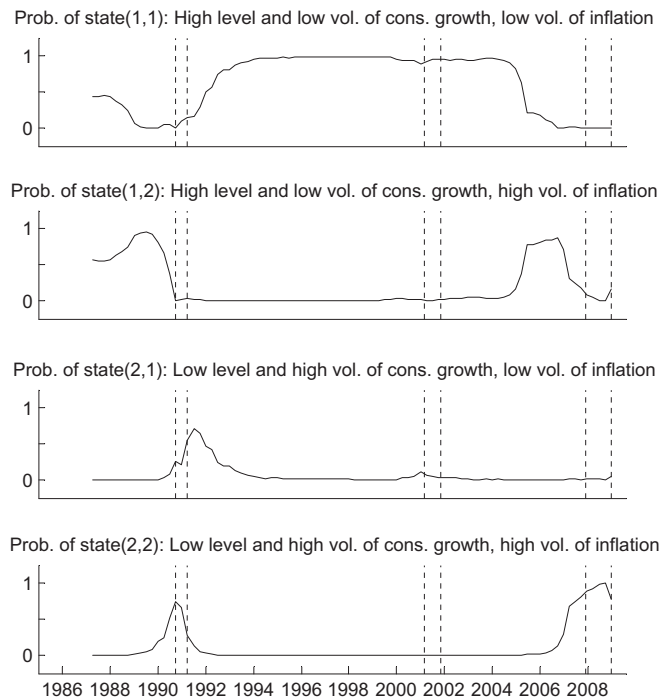 Prob. of state(1,1): High level and low vol. of cons. growth, low vol. of inflation
1
0
Prob. of state(1,2): High level and low vol. of cons. growth, high vol. of inflation
1
0
Prob. of state(2,1): Low level and high vol. of cons. growth, low vol. of inflation
1
0
Prob. of state(2,2): Low level and high vol. of cons. growth, high vol. of inflation
1
0
1986 1988 1990 1992 1994 1996 1998 2000 2002 2004 2006 2008